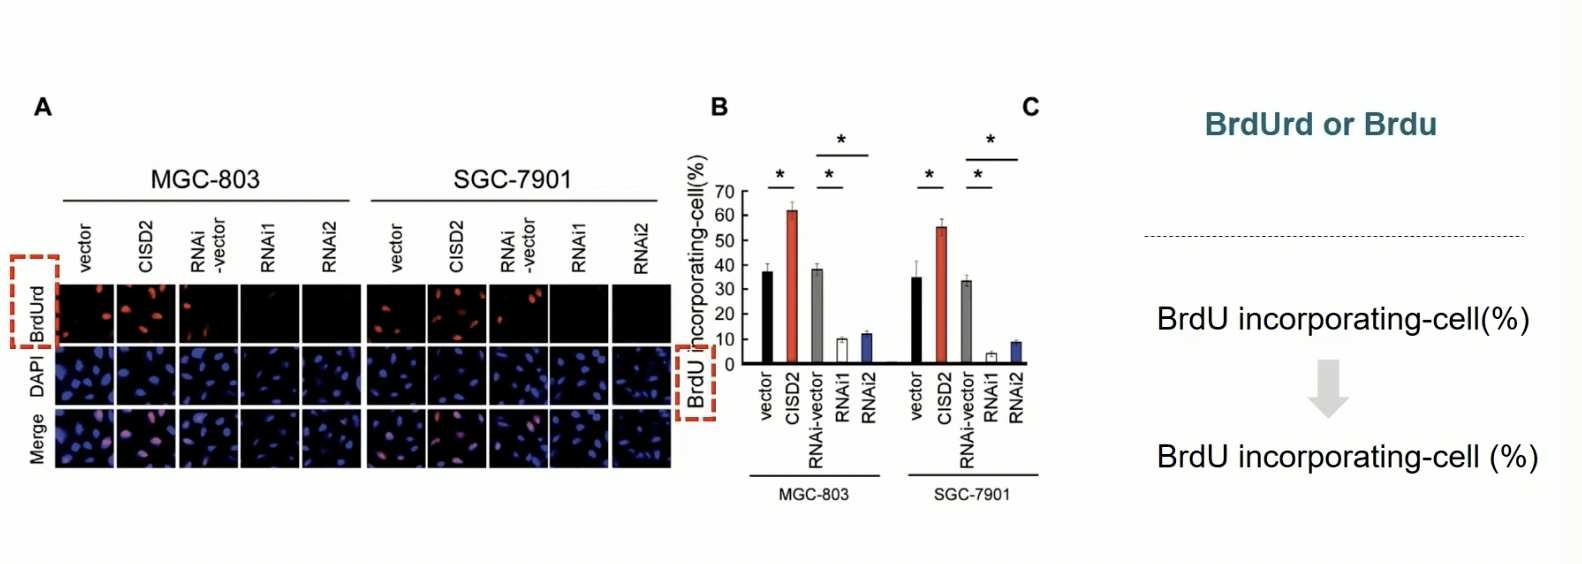 A
B
C
BrdUrd or Brdu
MGC-803
SGC-7901
vector
CISD2
RNAi
-vector
RNAi1
RNAi2
vector
CISD2
RNAi
-vector
RNAi1
RNAi2
BrdUrd
DAPI
Merge
BrdU incorporating-cell(%)
*
*
*
*
*
*
70
60
50
40
30
20
10
0
vector
CISD2
RNAi-vector
RNAi1
RNAi2
vector
CISD2
RNAi-vector
RNAi1
RNAi2
MGC-803
SGC-7901
BrdU incorporating-cell(%)
BrdU incorporating-cell (%)